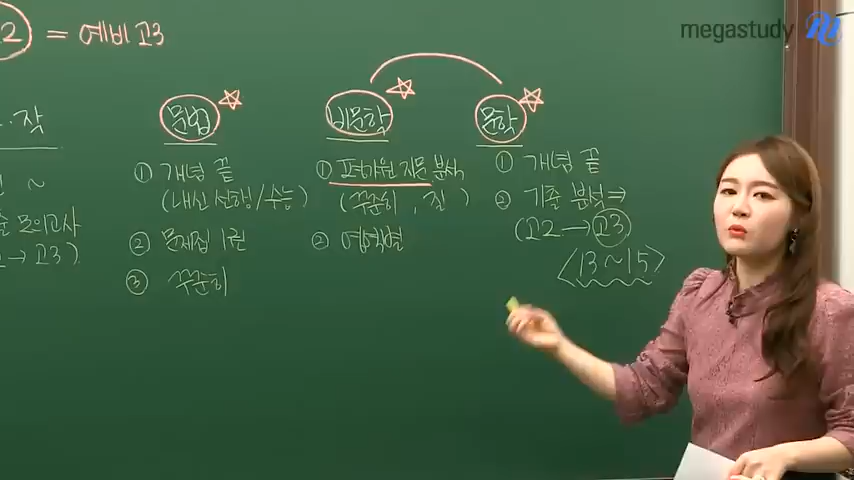 megastudy
2 = 예비 고3
작
문법
비문학
문학
① 개념 끝
(내신 선행/수능)
② 문제집 1권
③ 꾸준히
① 평가원 지문 분석
(꾸준히, 질)
② 영역별
① 개념 끝
② 기출 분석⇒
(고2→고3)
<13~15>
~
모의고사
→고3)